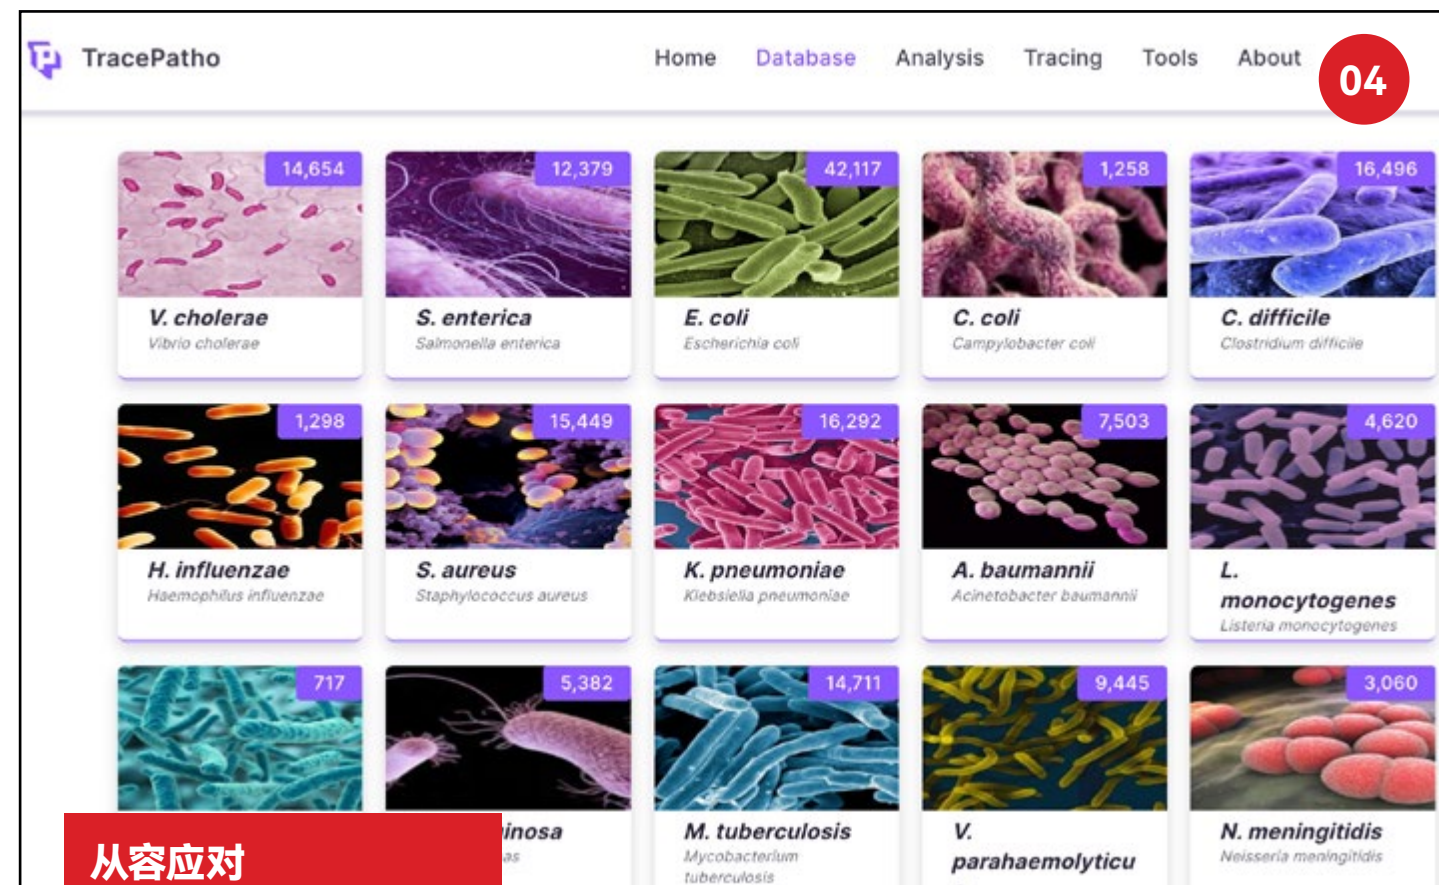 TracePatho
Home Database Analysis Tracing Tools About
04
14,654 12,379 42,117 1,258 16,496
V. cholerae S. enterica E. coli C. coli C. difficile
Vibrio cholerae Salmonella enterica Escherichia coli Campylobacter coli Clostridium difficile
1,298 15,449 16,292 7,503 4,620
H. influenzae S. aureus K. pneumoniae A. baumannii L.
monocytogenes
Haemophilus influenzae Staphylococcus aureus Klebsiella pneumoniae Acinetobacter baumannii Listeria monocytogenes
717 5,382 14,711 9,445 3,060
inosa M. tuberculosis V. N. meningitidis
as Mycobacterium parahaemolyticu Neisseria meningitidis
tuberculosis
从容应对